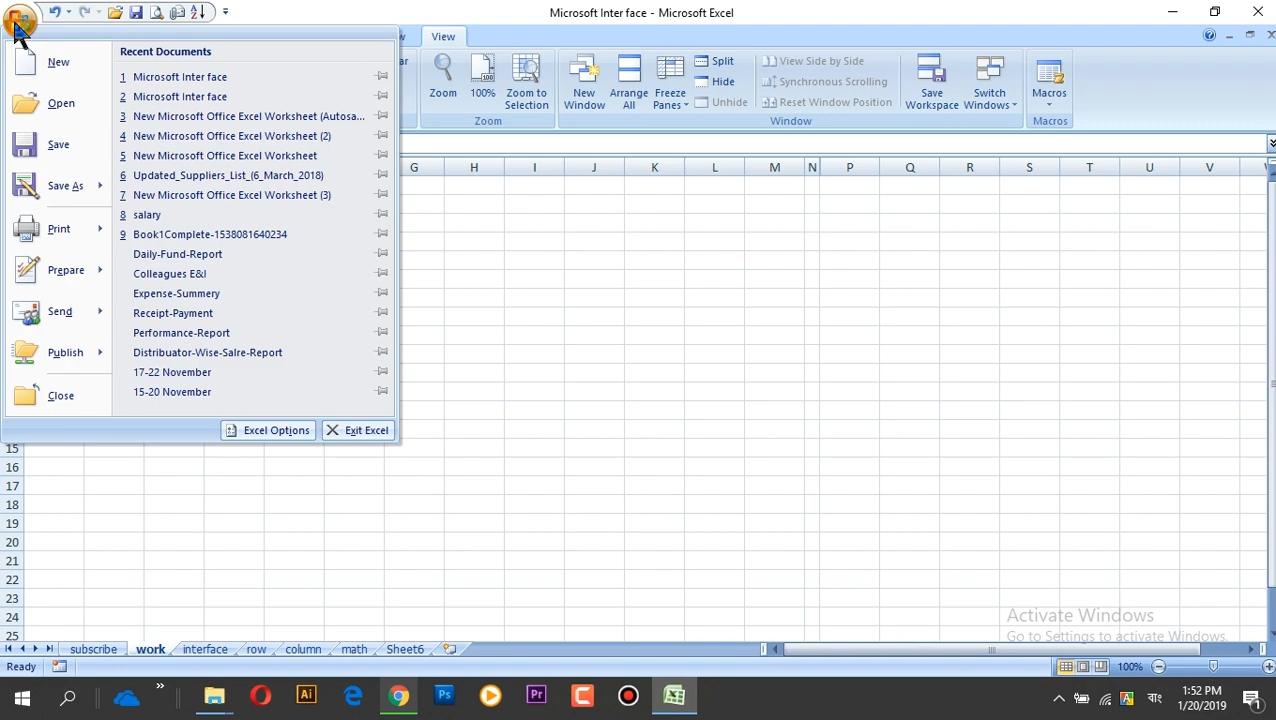 Microsoft Inter face - Microsoft Excel
View
New
Open
Save
Save As
Print
Prepare
Send
Publish
Close
Recent Documents
1 Microsoft Inter face
2 Microsoft Inter face
3 New Microsoft Office Excel Worksheet (Autosa...
4 New Microsoft Office Excel Worksheet (2)
5 New Microsoft Office Excel Worksheet
6 Updated_Suppliers_List_(6_March_2018)
7 New Microsoft Office Excel Worksheet (3)
8 salary
9 Book1Complete-1538081640234
Daily-Fund-Report
Colleagues E&I
Expense-Summery
Receipt-Payment
Performance-Report
Distribuator-Wise-Salre-Report
17-22 November
15-20 November
Excel Options Exit Excel
ar
Zoom 100% Zoom to Selection
Zoom
New Window Arrange All Freeze Panes
Split
Hide
Unhide
View Side by Side
Synchronous Scrolling
Reset Window Position
Window
Save Workspace Switch Windows
Macros
Macros
G H I J K L M N P Q R S T U V
15
16
17
18
19
20
21
22
23
24
25
Activate Windows
Go to Settings to activate Windows.
subscribe work interface row column math Sheet6
Ready 100%
Ai Ps Pr
বাং
1:52 PM
1/20/2019
1